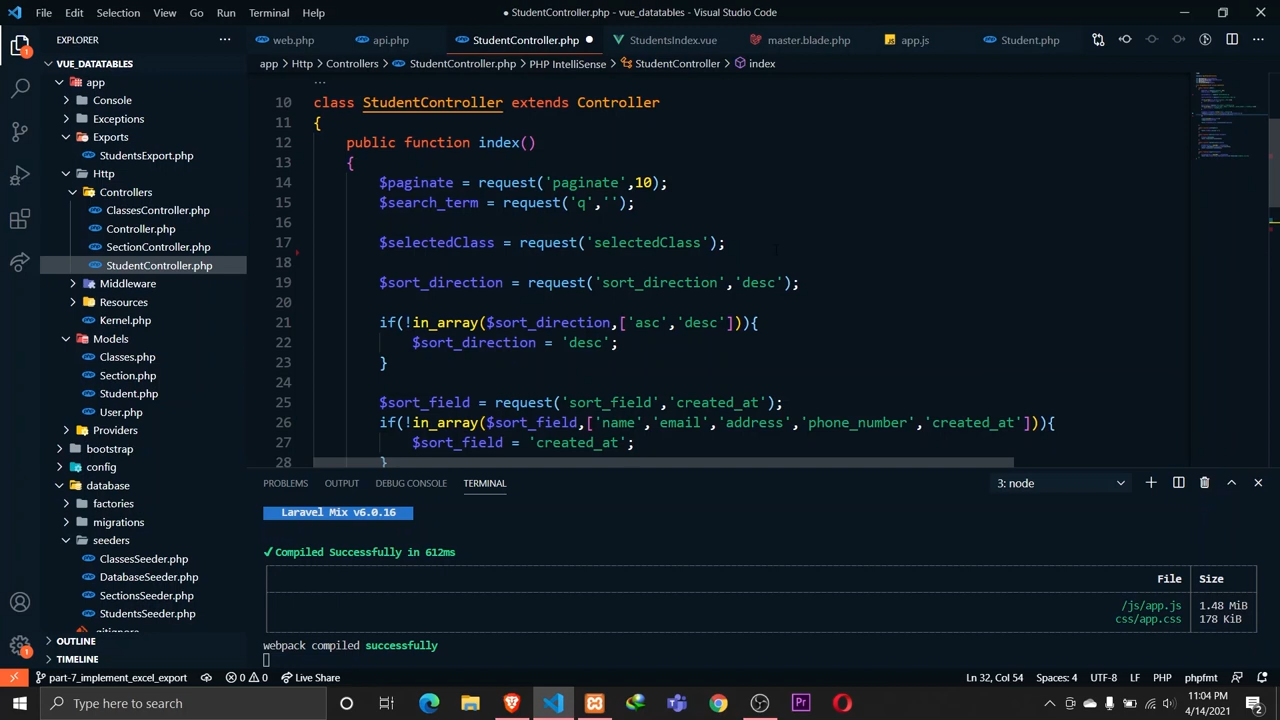 File Edit Selection View Go Run Terminal Help
● StudentController.php - vue_datatables - Visual Studio Code
EXPLORER
web.php
api.php
StudentController.php
StudentsIndex.vue
master.blade.php
app.js
Student.php
VUE_DATATABLES
app > Http > Controllers > StudentController.php > PHP IntelliSense > StudentController > index
app
Console
Exceptions
Exports
StudentsExport.php
Http
Controllers
ClassesController.php
Controller.php
SectionController.php
StudentController.php
Middleware
Resources
Kernel.php
Models
Classes.php
Section.php
Student.php
User.php
Providers
bootstrap
config
database
factories
migrations
seeders
ClassesSeeder.php
DatabaseSeeder.php
SectionsSeeder.php
StudentsSeeder.php
.gitignore
OUTLINE
TIMELINE
...
10 class StudentController extends Controller
11 {
12 public function index()
13 {
14 $paginate = request('paginate',10);
15 $search_term = request('q','');
16
17 $selectedClass = request('selectedClass');
18
19 $sort_direction = request('sort_direction','desc');
20
21 if(!in_array($sort_direction,['asc','desc'])){
22 $sort_direction = 'desc';
23 }
24
25 $sort_field = request('sort_field','created_at');
26 if(!in_array($sort_field,['name','email','address','phone_number','created_at'])){
27 $sort_field = 'created_at';
28 }
PROBLEMS OUTPUT DEBUG CONSOLE TERMINAL
3: node
Laravel Mix v6.0.16
✔Compiled Successfully in 612ms
File Size
/js/app.js 1.48 MiB
css/app.css 178 KiB
webpack compiled successfully
part-7_implement_excel_export
0 0
Live Share
Ln 32, Col 54 Spaces: 4 UTF-8 LF PHP phpfmt
Type here to search
11:04 PM
4/14/2021
2